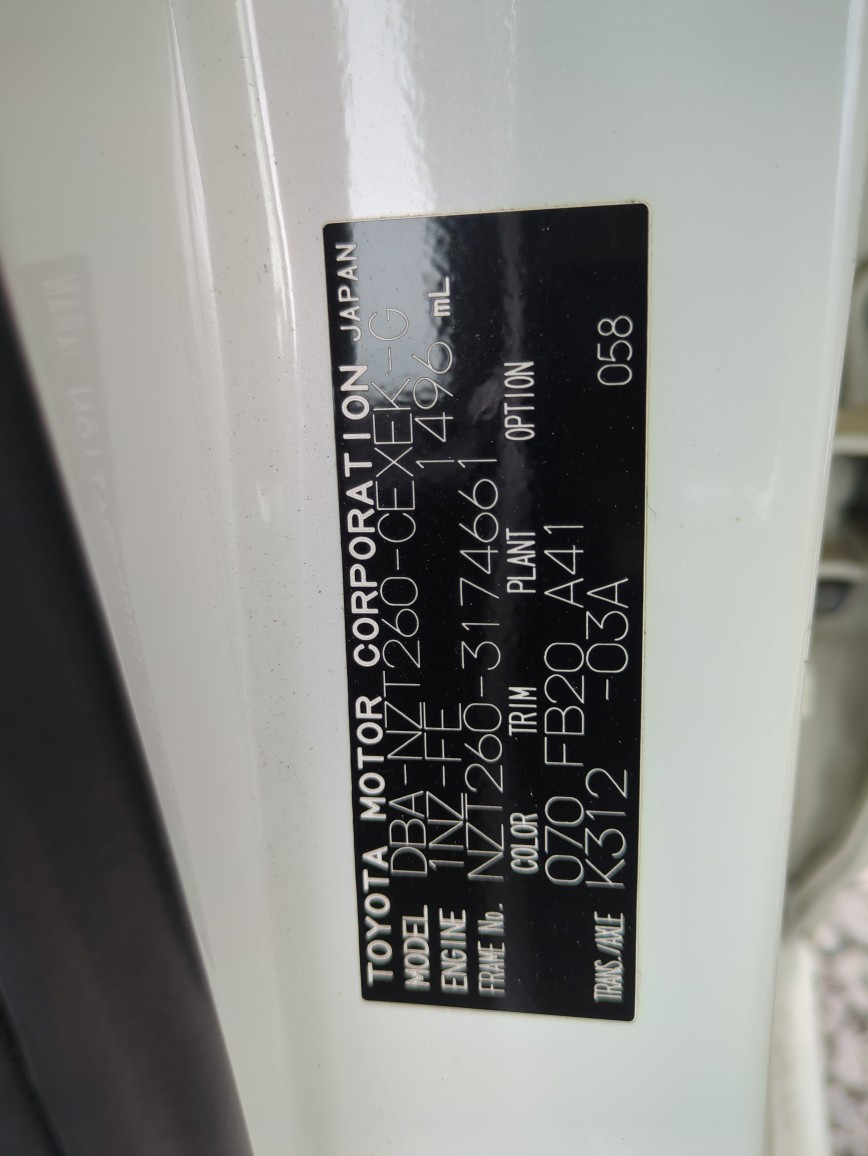 TOYOTA MOTOR CORPORATION JAPAN
MODEL DBA-NZT260-CEXEK-G
ENGINE 1NZ-FE 1496 mL
FRAME No. NZT260-3174661
COLOR TRIM PLANT OPTION
070 FB20 A41
TRANS./AXLE K312 -03A 058